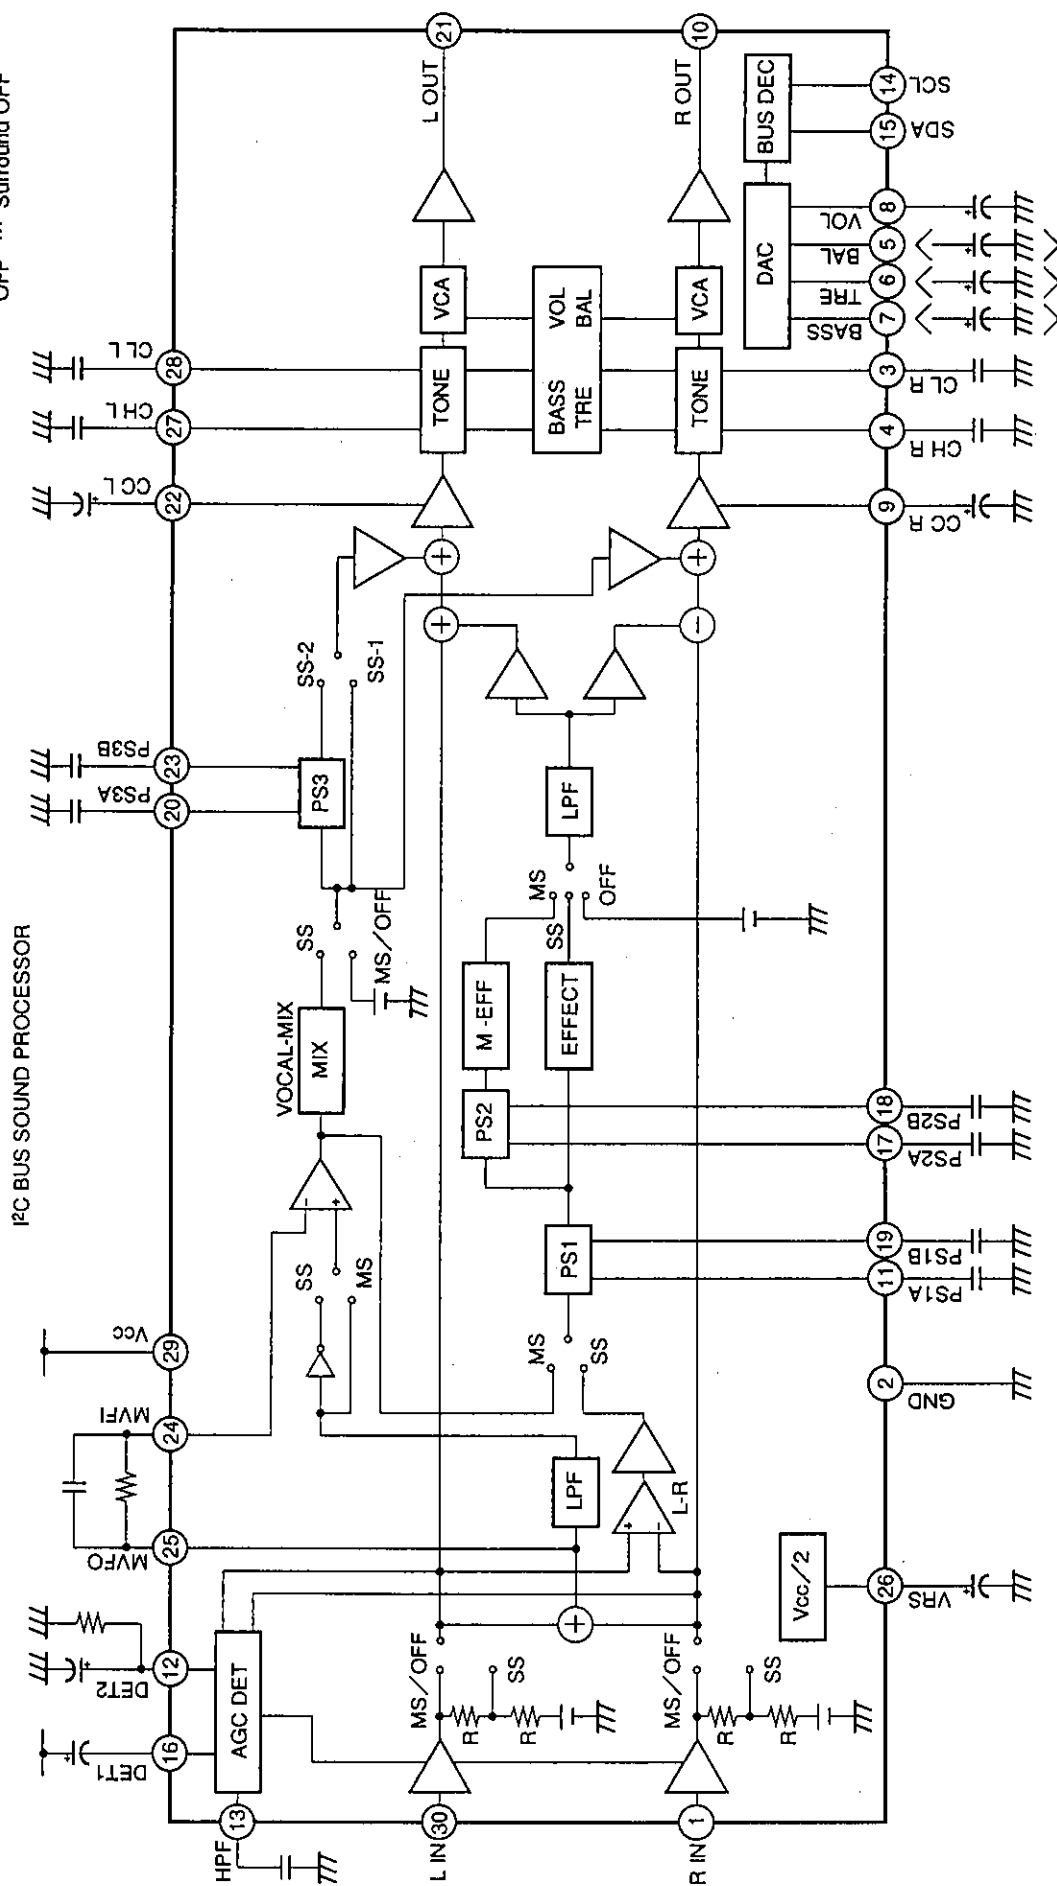 OFF ... Surround OFF
I²C BUS SOUND PROCESSOR
HPF
13
DET1
16
DET2
12
MVFO
25
MVFI
24
Vcc
29
PS3A
20
PS3B
23
CC L
22
CH L
27
CL L
28
AGC DET
SS
MS
VOCAL-MIX
MIX
SS
MS/OFF
PS3
SS-2
SS-1
L IN
30
MS/OFF
R
R
SS
+
LPF
-
+
MS
SS
PS1
PS2
M-EFF
EFFECT
MS
SS
OFF
LPF
+
+
TONE
VCA
L OUT
21
BASS
TRE
VOL
BAL
+
-
L-R
R IN
1
MS/OFF
R
R
SS
-
+
TONE
VCA
R OUT
10
Vcc/2
DAC
BUS DEC
26
VRS
2
GND
11
PS1A
19
PS1B
17
PS2A
18
PS2B
9
CC R
4
CH R
3
CL R
7
BASS
6
TRE
5
BAL
8
VOL
15
SDA
14
SCL